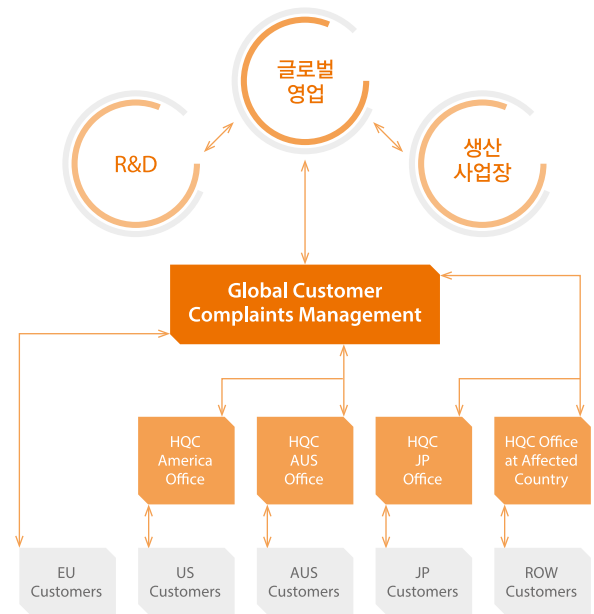 글로벌
영업
R&D
생산
사업장
Global Customer
Complaints Management
HQC
America
Office
HQC
AUS
Office
HQC
JP
Office
HQC Office
at Affected
Country
EU
Customers
US
Customers
AUS
Customers
JP
Customers
ROW
Customers